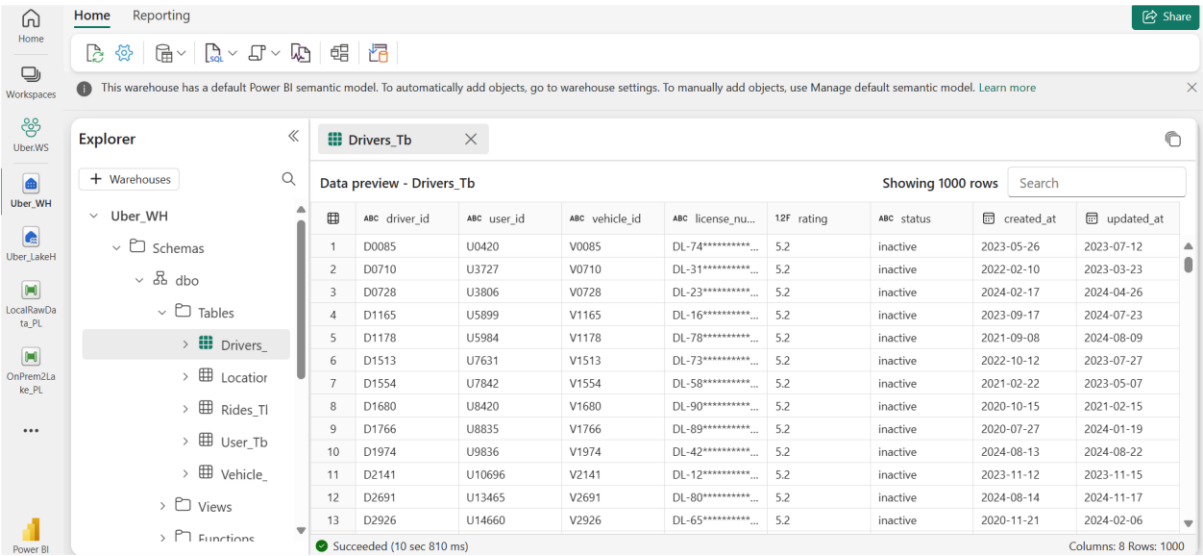 Home Reporting Share
Home
Workspaces
This warehouse has a default Power BI semantic model. To automatically add objects, go to warehouse settings. To manually add objects, use Manage default semantic model. Learn more
Uber.WS
Uber_WH
Uber_LakeH
LocalRawDa
ta_PL
OnPrem2La
ke_PL
Power BI
SQL
Explorer
+ Warehouses
Uber_WH
Schemas
dbo
Tables
Drivers_
Location
Rides_Tl
User_Tb
Vehicle_
Views
Functions
Drivers_Tb
Data preview - Drivers_Tb Showing 1000 rows Search
ABC driver_id ABC user_id ABC vehicle_id ABC license_nu... 1.2F rating ABC status created_at updated_at
1 D0085 U0420 V0085 DL-74**********... 5.2 inactive 2023-05-26 2023-07-12
2 D0710 U3727 V0710 DL-31**********... 5.2 inactive 2022-02-10 2023-03-23
3 D0728 U3806 V0728 DL-23**********... 5.2 inactive 2024-02-17 2024-04-26
4 D1165 U5899 V1165 DL-16**********... 5.2 inactive 2023-09-17 2024-07-23
5 D1178 U5984 V1178 DL-78**********... 5.2 inactive 2021-09-08 2024-08-09
6 D1513 U7631 V1513 DL-73**********... 5.2 inactive 2022-10-12 2023-07-27
7 D1554 U7842 V1554 DL-58**********... 5.2 inactive 2021-02-22 2023-05-07
8 D1680 U8420 V1680 DL-90**********... 5.2 inactive 2020-10-15 2021-02-15
9 D1766 U8835 V1766 DL-89**********... 5.2 inactive 2020-07-27 2024-01-19
10 D1974 U9836 V1974 DL-42**********... 5.2 inactive 2024-08-13 2024-08-22
11 D2141 U10696 V2141 DL-12**********... 5.2 inactive 2023-11-12 2023-11-15
12 D2691 U13465 V2691 DL-80**********... 5.2 inactive 2024-08-14 2024-11-17
13 D2926 U14660 V2926 DL-65**********... 5.2 inactive 2020-11-21 2024-02-06
Succeeded (10 sec 810 ms) Columns: 8 Rows: 1000